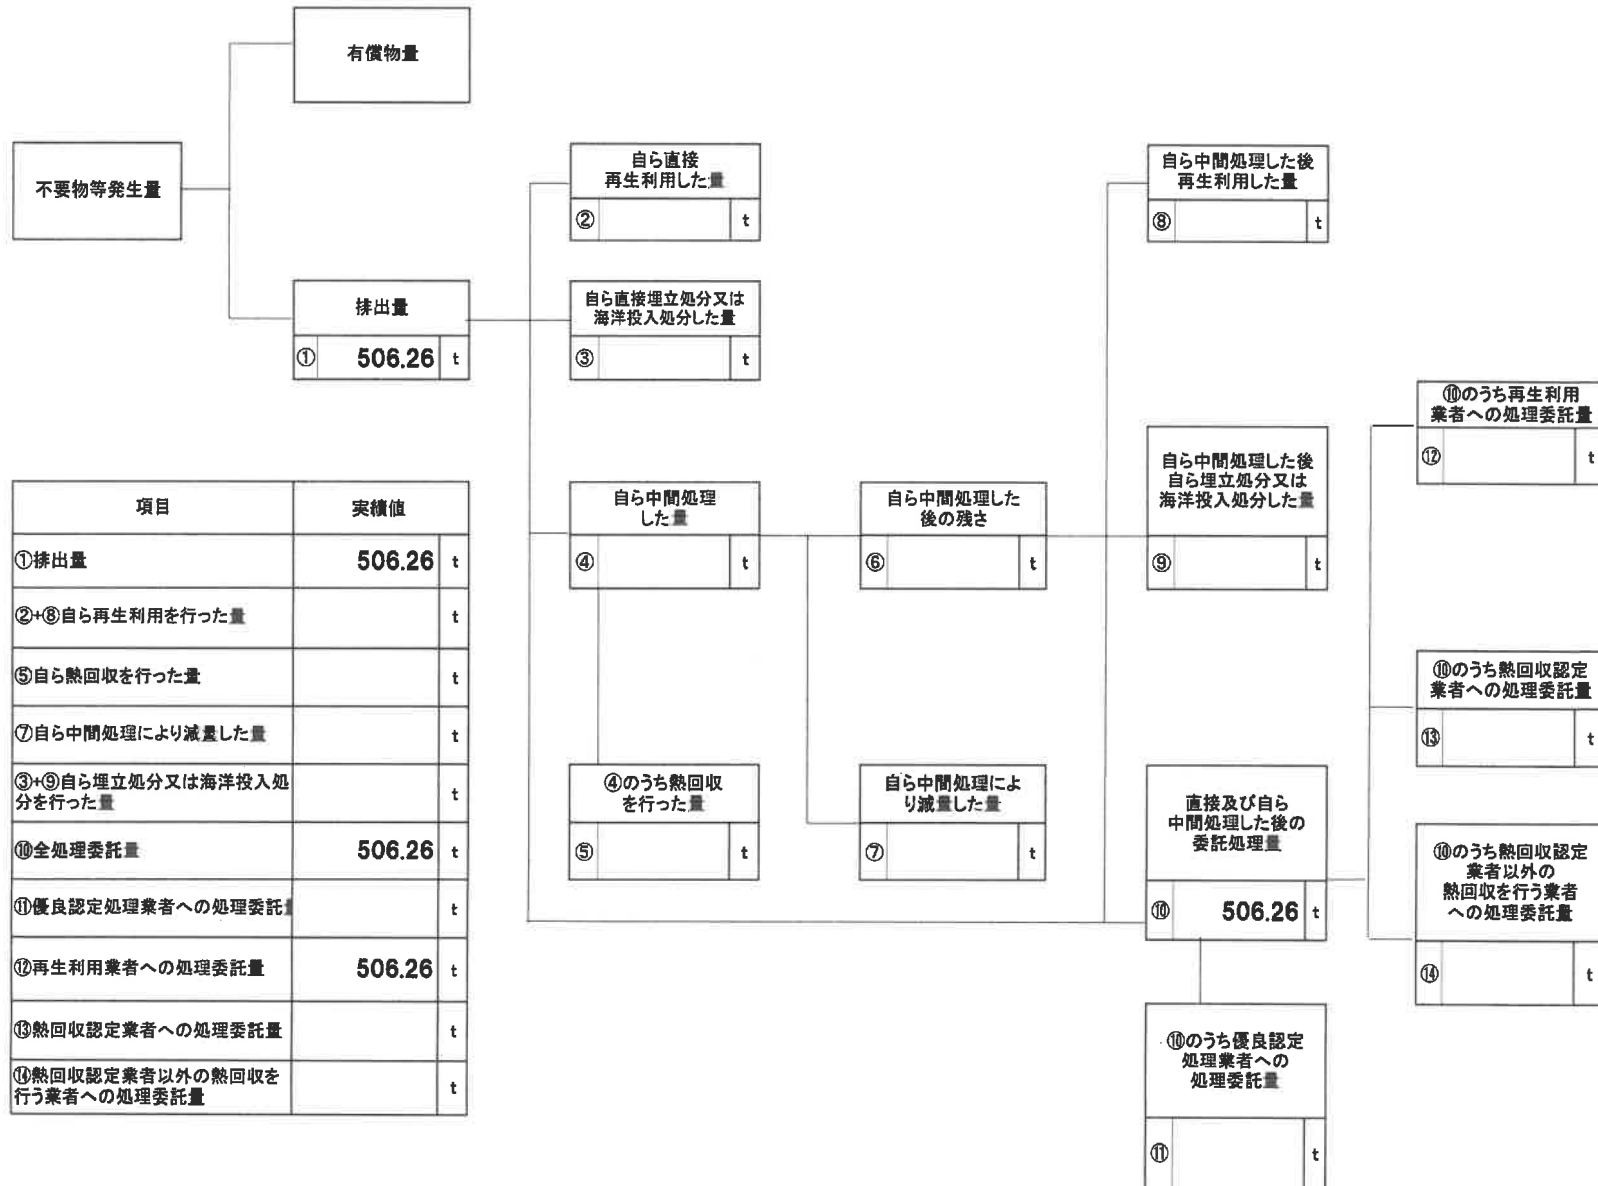 有償物量
不要物等発生量
排出量
① 506.26 t
自ら直接
再生利用した量
② t
自ら直接埋立処分又は
海洋投入処分した量
③ t
自ら中間処理
した量
④ t
④のうち熱回収
を行った量
⑤ t
自ら中間処理した
後の残さ
⑥ t
自ら中間処理によ
り減量した量
⑦ t
自ら中間処理した後
再生利用した量
⑧ t
自ら中間処理した後
自ら埋立処分又は
海洋投入処分した量
⑨ t
直接及び自ら
中間処理した後の
委託処理量
⑩ 506.26 t
⑩のうち優良認定
処理業者への
処理委託量
⑪ t
⑩のうち再生利用
業者への処理委託量
⑫ t
⑩のうち熱回収認定
業者への処理委託量
⑬ t
⑩のうち熱回収認定
業者以外の
熱回収を行う業者
への処理委託量
⑭ t
項目 実績値
①排出量 506.26 t
②+⑧自ら再生利用を行った量 t
⑤自ら熱回収を行った量 t
⑦自ら中間処理により減量した量 t
③+⑨自ら埋立処分又は海洋投入処
分を行った量 t
⑩全処理委託量 506.26 t
⑪優良認定処理業者への処理委託 t
⑫再生利用業者への処理委託量 506.26 t
⑬熱回収認定業者への処理委託量 t
⑭熱回収認定業者以外の熱回収を
行う業者への処理委託量 t